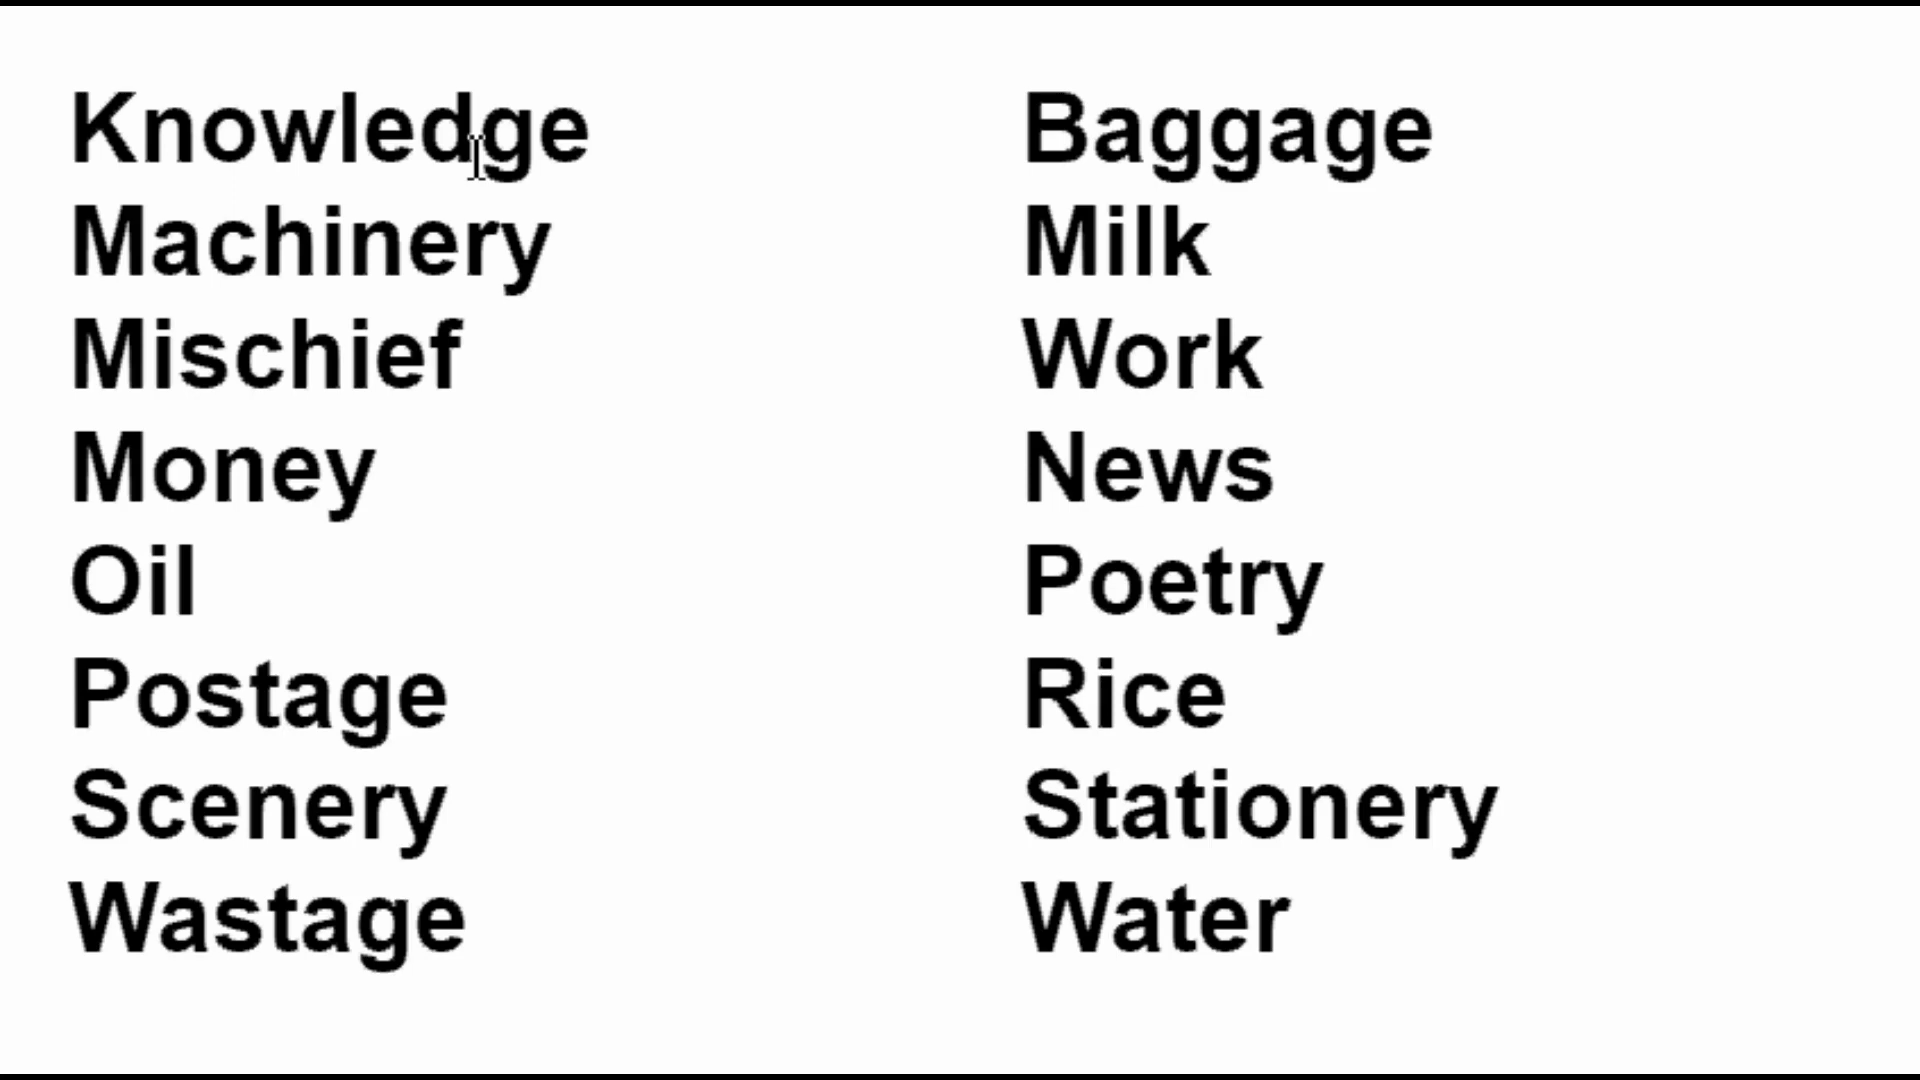 Knowledge
Machinery
Mischief
Money
Oil
Postage
Scenery
Wastage
Baggage
Milk
Work
News
Poetry
Rice
Stationery
Water